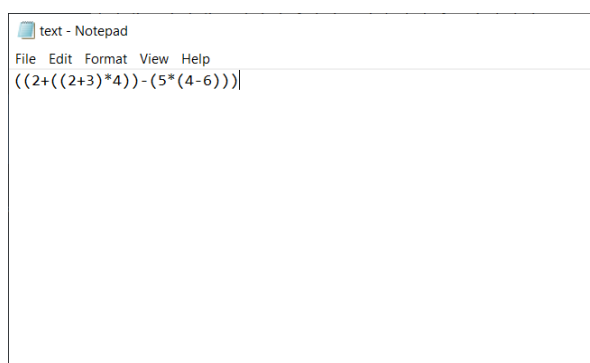 text - Notepad
File Edit Format View Help
((2+((2+3)*4))-(5*(4-6)))